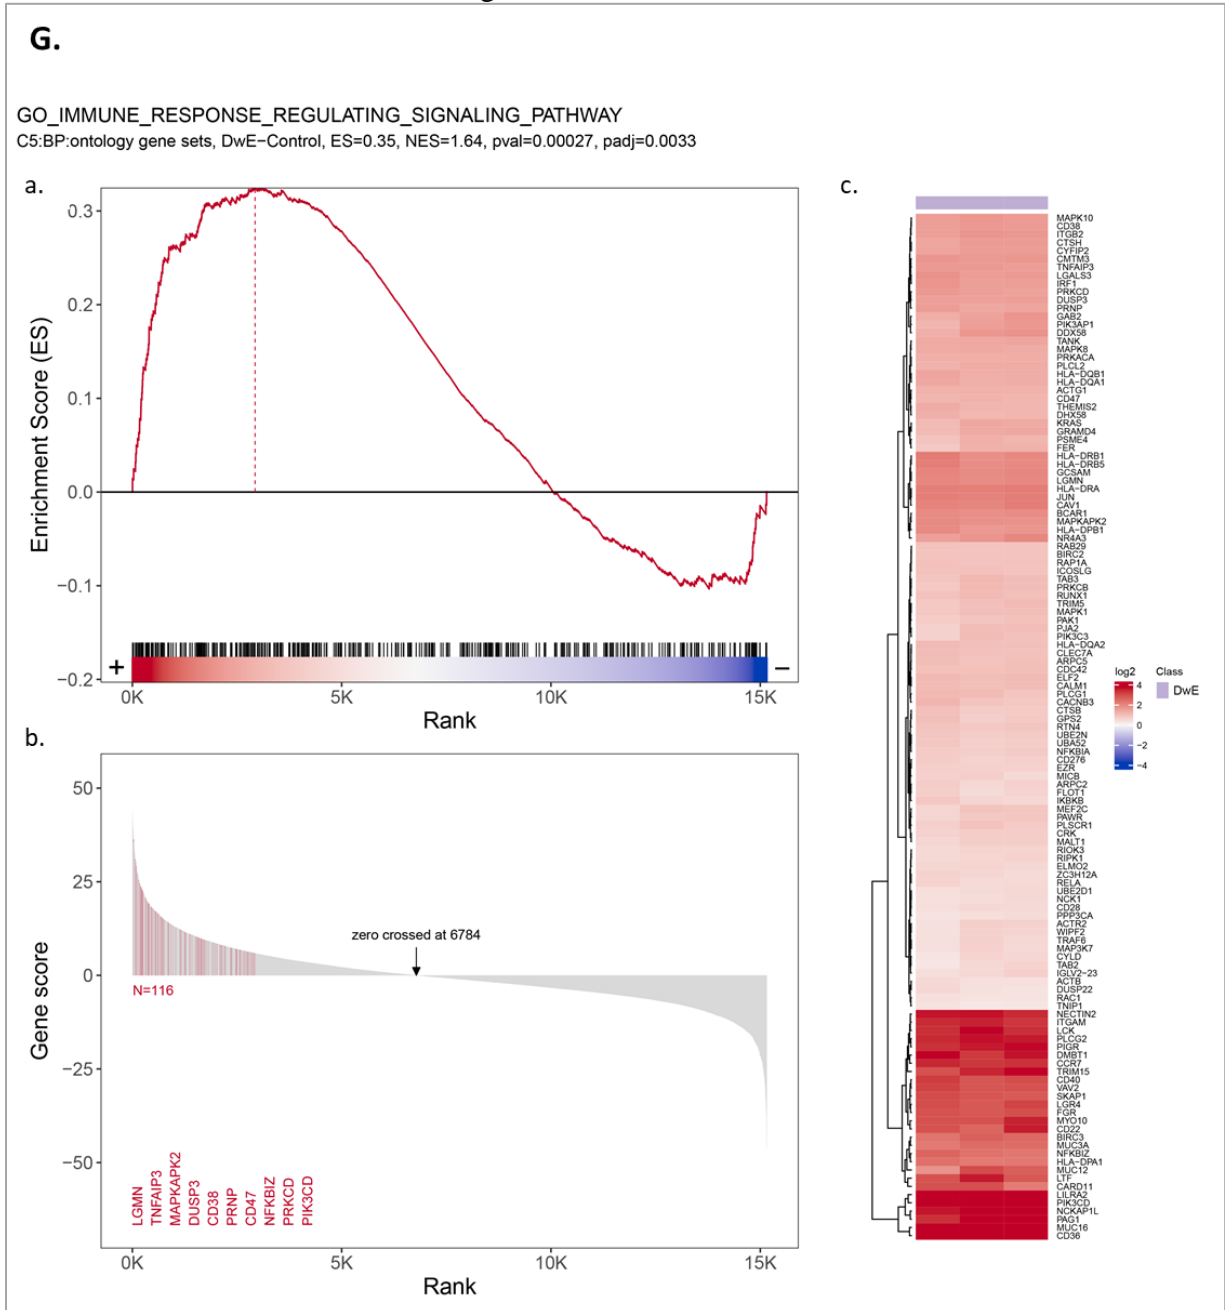 G.
GO_IMMUNE_RESPONSE_REGULATING_SIGNALING_PATHWAY
C5:BP:ontology gene sets, DwE−Control, ES=0.35, NES=1.64, pval=0.00027, padj=0.0033
a.
Enrichment Score (ES)
0.3
0.2
0.1
0.0
−0.1
−0.2
+
−
0K
5K
10K
15K
Rank
b.
Gene score
50
25
0
−25
−50
zero crossed at 6784
N=116
LGMN
TNFAIP3
MAPKAPK2
DUSP3
CD38
PRNP
CD47
NFKBIZ
PRKCD
PIK3CD
0K
5K
10K
15K
Rank
c.
MAPK10
CD38
ITGB2
CTSH
CYFIP2
CMTM3
TNFAIP3
LGALS3
IRF1
PRKCD
DUSP3
PRNP
GAB2
PIK3AP1
DDX58
TANK
MAPK8
PRKACA
PLCL2
HLA−DQB1
HLA−DQA1
ACTG1
CD47
THEMIS2
DHX58
KRAS
GRAMD4
PSME4
FER
HLA−DRB1
HLA−DRB5
GCSAM
LGMN
HLA−DRA
JUN
CAV1
BCAR1
MAPKAPK2
HLA−DPB1
NR4A3
RAB29
BIRC2
RAP1A
ICOSLG
TAB3
PRKCB
RUNX1
TRIM5
MAPK1
PAK1
PJA2
PIK3C3
HLA−DQA2
CLEC7A
ARPC5
CDC42
ELF2
CALM1
PLCG1
CACNB3
CTSB
GPS2
RTN4
UBE2N
UBA52
NFKBIA
CD276
EZR
MICB
ARPC2
FLOT1
IKBKB
MEF2C
PAWR
PLSCR1
CRK
MALT1
RIOK3
RIPK1
ELMO2
ZC3H12A
RELA
UBE2D1
NCK1
CD28
PPP3CA
ACTR2
WIPF2
TRAF6
MAP3K7
CYLD
TAB2
IGLV2−23
ACTB
DUSP22
RAC1
TNIP1
NECTIN2
ITGAM
LCK
PLCG2
PIGR
DMBT1
CCR7
TRIM15
CD40
VAV2
SKAP1
LGR4
FGR
MYO10
CD22
BIRC3
MUC3A
NFKBIZ
HLA−DPA1
MUC12
LTF
CARD11
LILRA2
PIK3CD
NCKAP1L
PAG1
MUC16
CD36
log2
4
2
0
−2
−4
Class
DwE